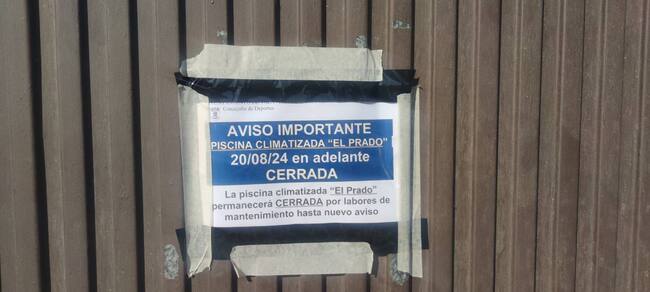 Concejalía de Deportes
AVISO IMPORTANTE
PISCINA CLIMATIZADA “EL PRADO”
20/08/24 en adelante
CERRADA
La piscina climatizada “El Prado”
permanecerá CERRADA por labores de
mantenimiento hasta nuevo aviso